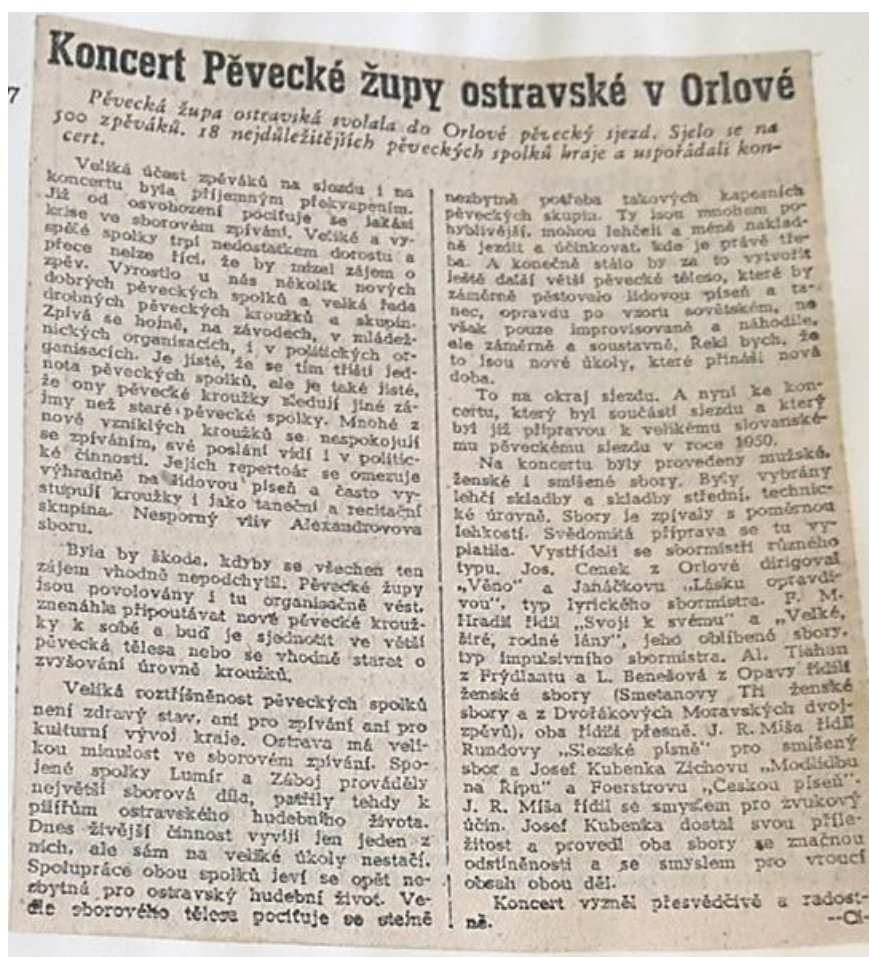 7
Koncert Pěvecké župy ostravské v Orlové
Pěvecká župa ostravská svolala do Orlové pěvecký sjezd. Sjelo se na
500 zpěváků. 18 nejdůležitějších pěveckých spolků kraje a uspořádali kon-
cert.
Veliká účast zpěváků na sjezdu i na
koncertu byla příjemným překvapením.
Již od osvobození pociťuje se jakási
krise ve sborovém zpívání. Veliké a vy-
spělé spolky trpí nedostatkem dorostu a
přece nelze říci, že by mizel zájem o
zpěv. Vyrostlo u nás několik nových
dobrých pěveckých spolků a velká řada
drobných pěveckých kroužků a skupin.
Zpívá se hojně, na závodech, v mládež-
nických organisacích, i v politických or-
ganisacích. Je jisté, že se tím tříští jed-
nota pěveckých spolků, ale je také jisté,
že ony pěvecké kroužky sledují jiné zá-
jmy než staré pěvecké spolky. Mnohé z
nově vzniklých kroužků se nespokojují
se zpíváním, své poslání vidí i v politic-
ké činnosti. Jejich repertoár se omezuje
výhradně na lidovou píseň a často vy-
stupují kroužky i jako taneční a recitační
skupina. Nesporný vliv Alexandrovova
sboru.
Byla by škoda, kdyby se všechen ten
zájem vhodně nepodchytil. Pěvecké župy
jsou povolovány i tu organisačně vést,
znenáhla připoutávat nové pěvecké krouž-
ky k sobě a buď je sjednotit ve větší
pěvecká tělesa nebo se vhodně starat o
zvyšování úrovně kroužků.
Veliká roztříšněnost pěveckých spolků
není zdravý stav, ani pro zpívání ani pro
kulturní vývoj kraje. Ostrava má veli-
kou minulost ve sborovém zpívání. Spo-
jené spolky Lumír a Záboj prováděly
největší sborová díla, patřily tehdy k
pilířům ostravského hudebního života.
Dnes živější činnost vyvíjí jen jeden z
nich, ale sám na veliké úkoly nestačí.
Spolupráce obou spolků jeví se opět ne-
zbytná pro ostravský hudební život. Ve-
dle sborového tělesa pociťuje se stejně
nezbytně potřeba takových kapesních
pěveckých skupin. Ty jsou mnohem po-
hyblivější, mohou lehčeji a méně náklad-
ně jezdit a účinkovat, kde je právě tře-
ba. A konečně stálo by za to vytvořit
ještě další větší pěvecké těleso, které by
záměrně pěstovalo lidovou píseň a ta-
nec, opravdu po vzoru sovětském, ne
však pouze improvisovaně a náhodile,
ale záměrně a soustavně. Řekl bych, že
to jsou nové úkoly, které přináší nová
doba.
To na okraj sjezdu. A nyní ke kon-
certu, který byl součástí sjezdu a který
byl již přípravou k velikému slovanské-
mu pěveckému sjezdu v roce 1950.
Na koncertu byly provedeny mužské,
ženské i smíšené sbory. Byly vybrány
lehčí skladby a skladby střední, technic-
ké úrovně. Sbory je zpívaly s poměrnou
lehkostí. Svědomitá příprava se tu vy-
platila. Vystřídali se sbormistři různého
typu. Jos. Cenek z Orlové dirigoval
„Věno“ a Janáčkovu „Lásku opravdi-
vou“, typ lyrického sbormistra. F. M.
Hradil řídil „Svoji k svému“ a „Velké,
širé, rodné lány“, jeho oblíbené sbory,
typ impulsivního sbormistra. Al. Tlahan
z Frýdlantu a L. Benešová z Opavy řídili
ženské sbory (Smetanovy Tři ženské
sbory a z Dvořákových Moravských dvoj-
zpěvů), oba řídili přesně. J. R. Míša řídil
Rundovy „Slezské písně“ pro smíšený
sbor a Josef Kubenka Zichovu „Modlitbu
na Řípu“ a Foerstrovu „Českou píseň“.
J. R. Míša řídil se smyslem pro zvukový
účin. Josef Kubenka dostal svou příle-
žitost a provedl oba sbory se značnou
odstíněností a se smyslem pro vroucí
obsah obou děl.
Koncert vyzněl přesvědčivě a radost-
ně. --Cl-